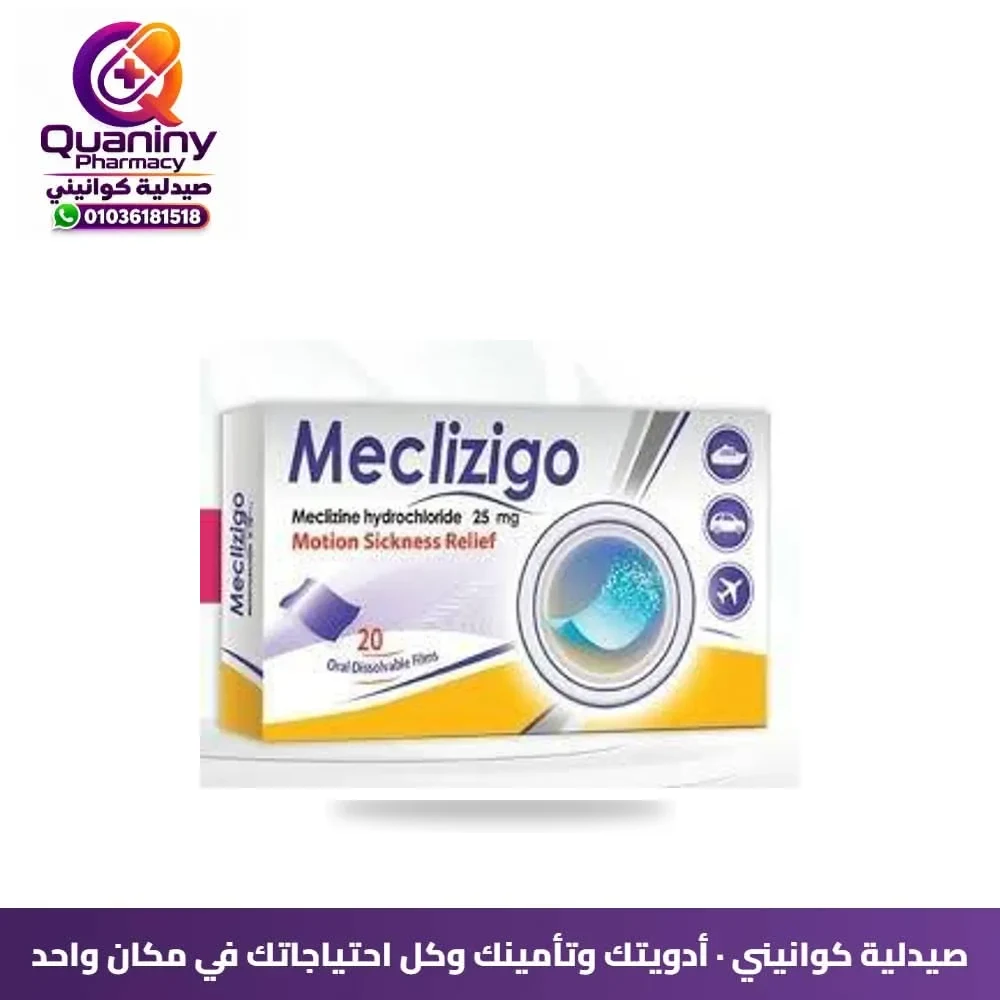 Quaniny
Pharmacy
صيدلية كوانيني
01036181518
Meclizigo
Meclizine hydrochloride 25 mg
Motion Sickness Relief
20
Oral Dissolvable Films
Meclizigo
صيدلية كوانيني · أدويتك وتأمينك وكل احتياجاتك في مكان واحد